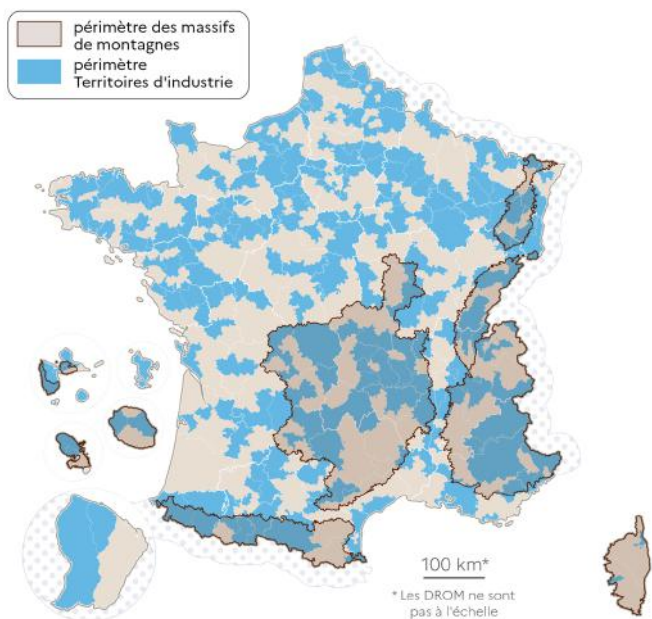 périmètre des massifs
de montagnes
périmètre
Territoires d'industrie
100 km*
* Les DROM ne sont
pas à l'échelle